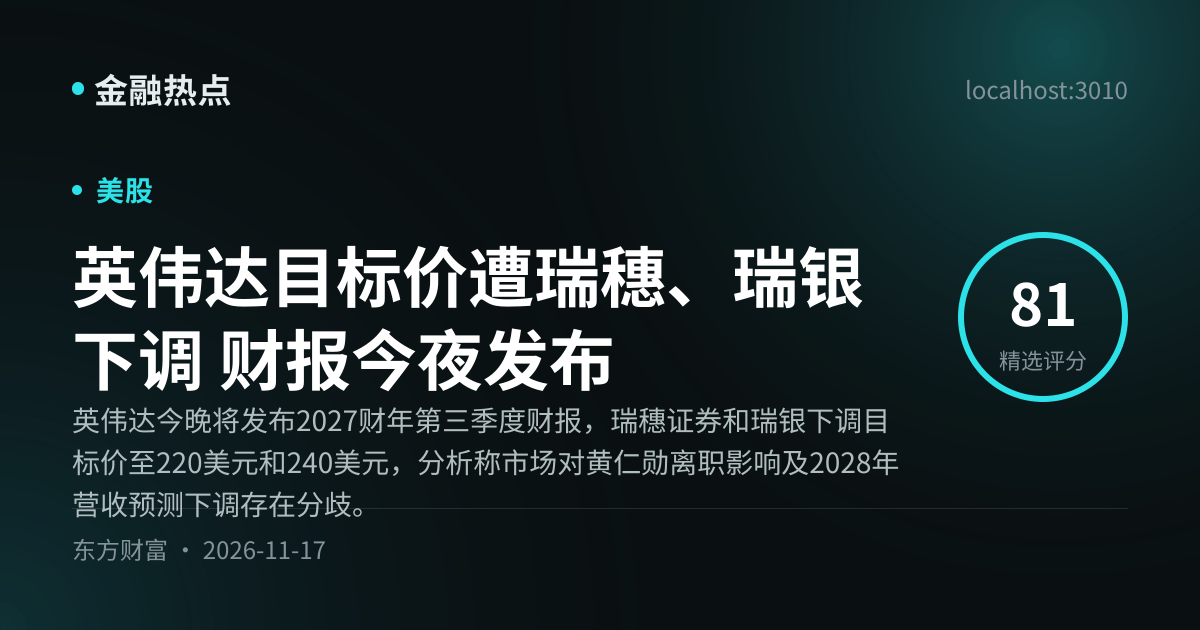 金融热点
localhost:3010
美股
英伟达目标价遭瑞穗、瑞银
下调 财报今夜发布
81
精选评分
英伟达今晚将发布2027财年第三季度财报，瑞穗证券和瑞银下调目
标价至220美元和240美元，分析称市场对黄仁勋离职影响及2028年
营收预测下调存在分歧。
东方财富 • 2026-11-17